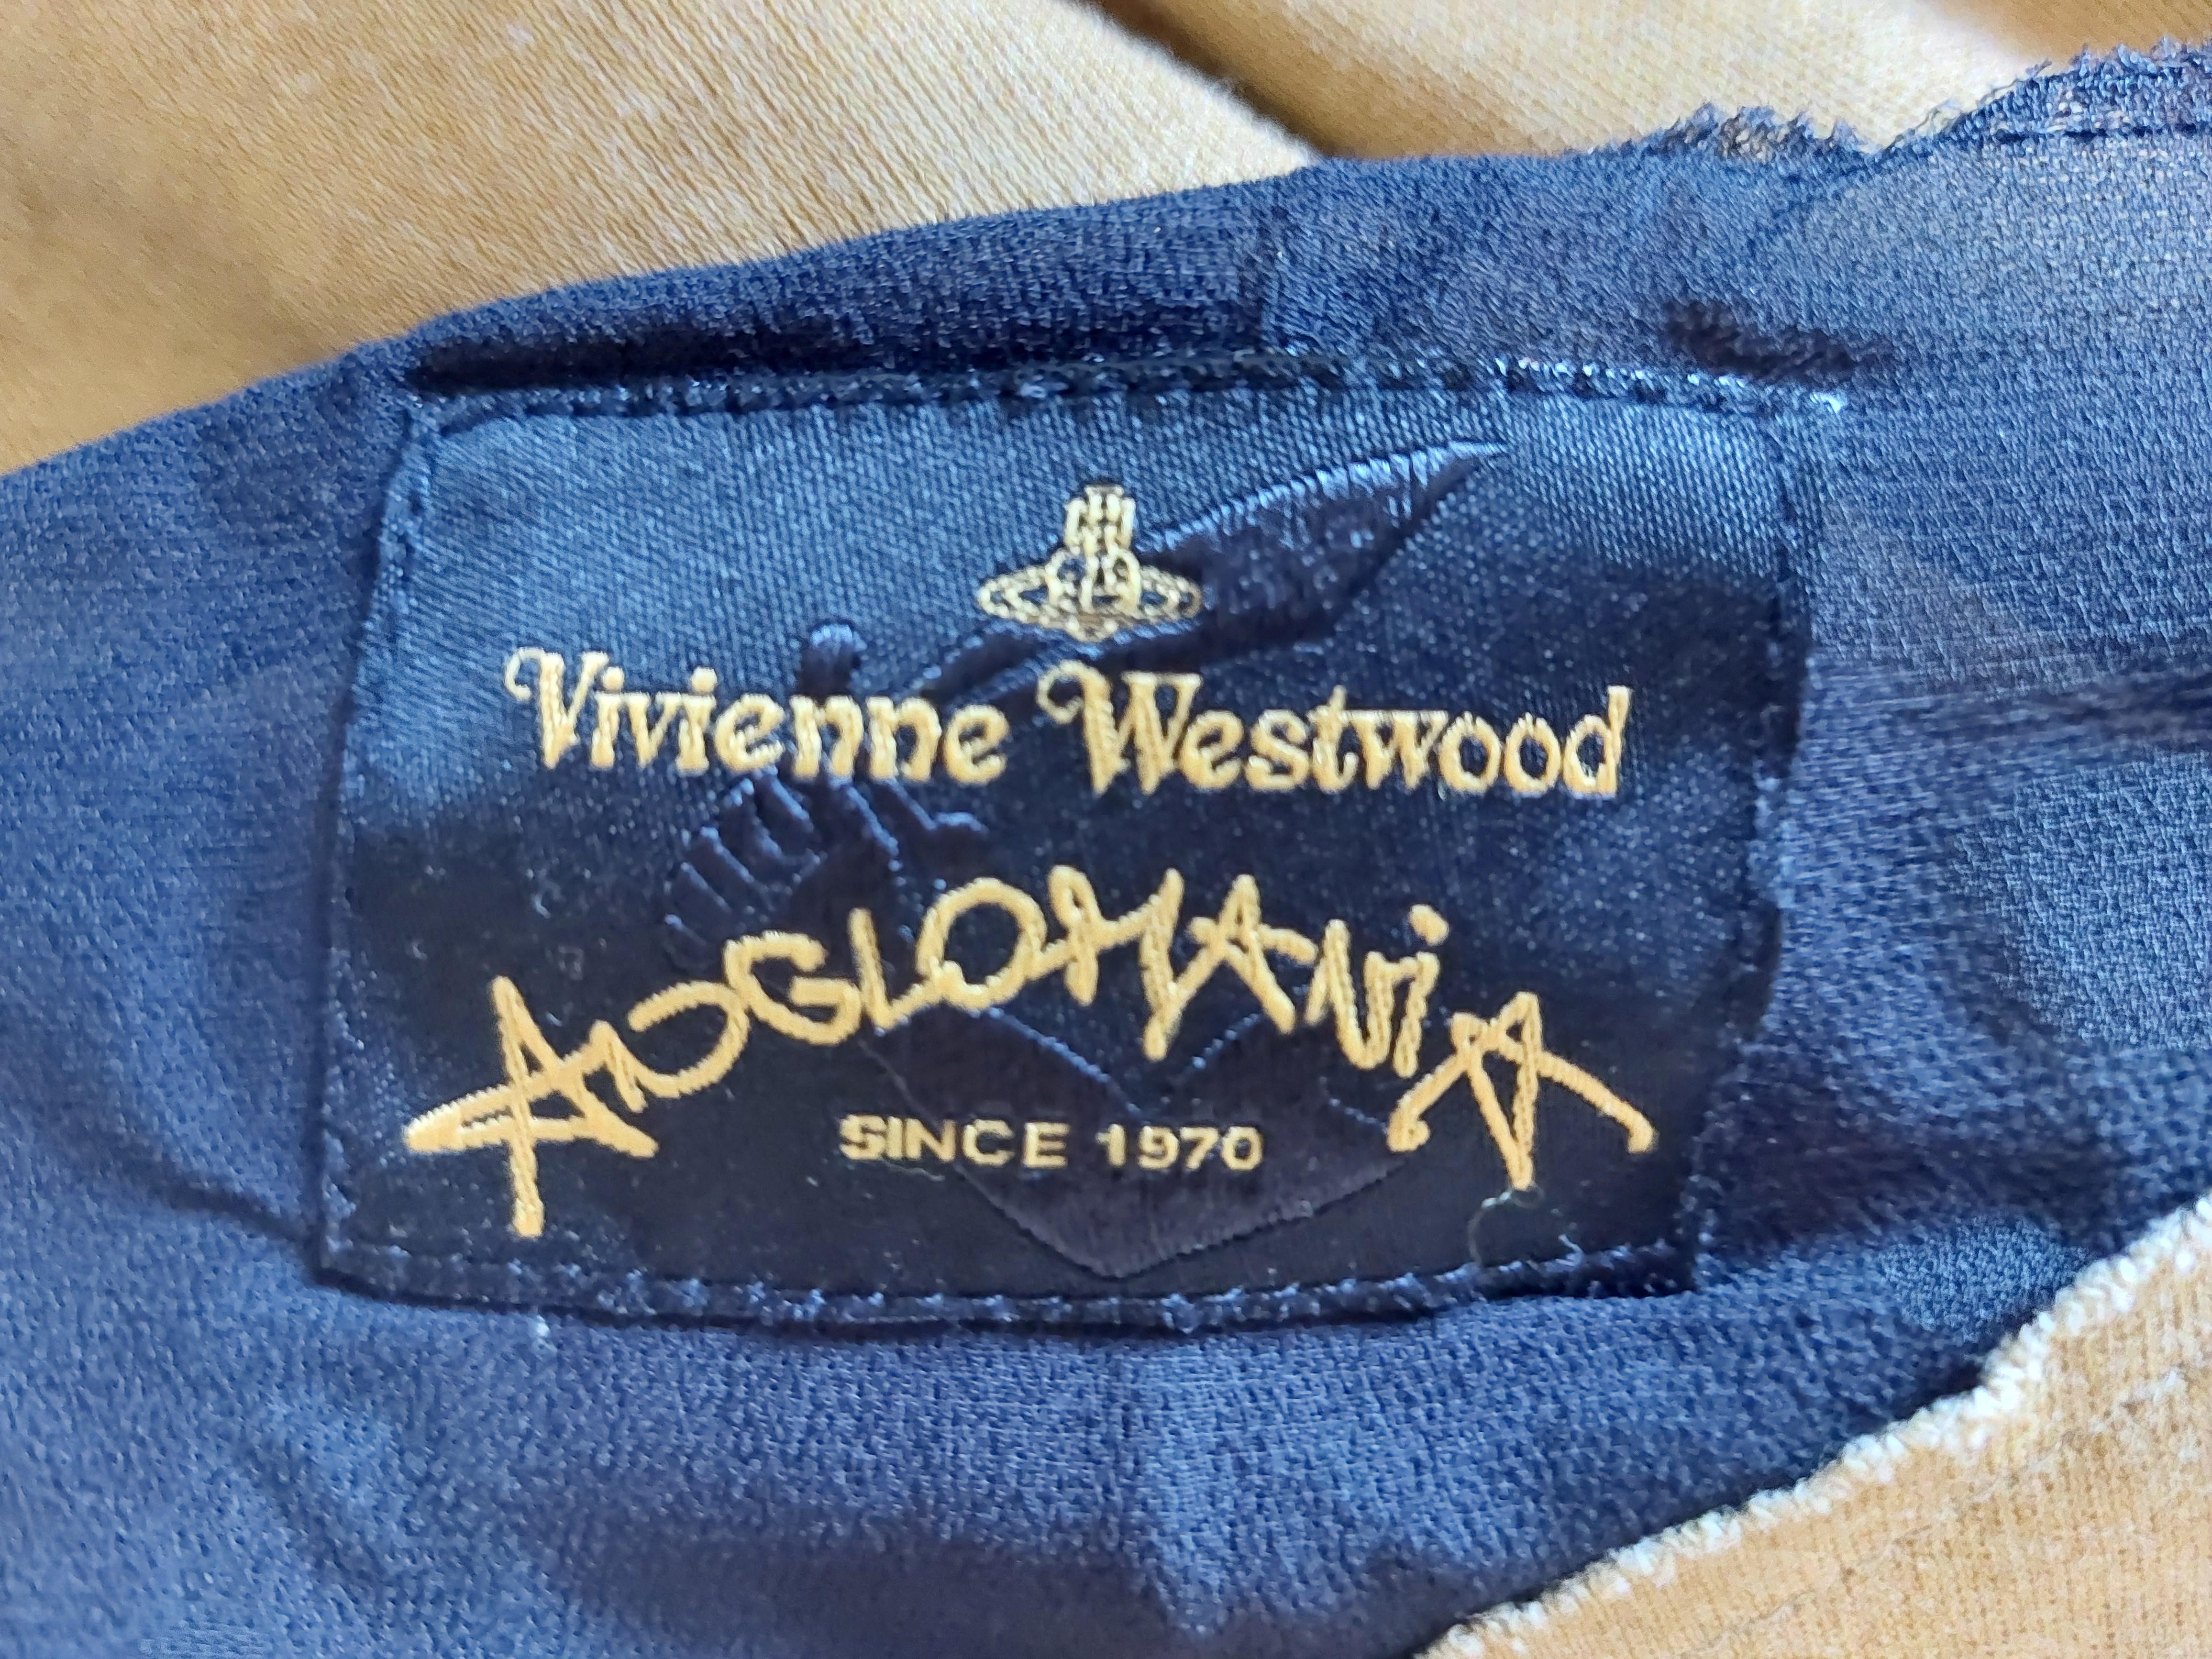 Vivienne Westwood
ANGLOMANiA
SINCE 1970